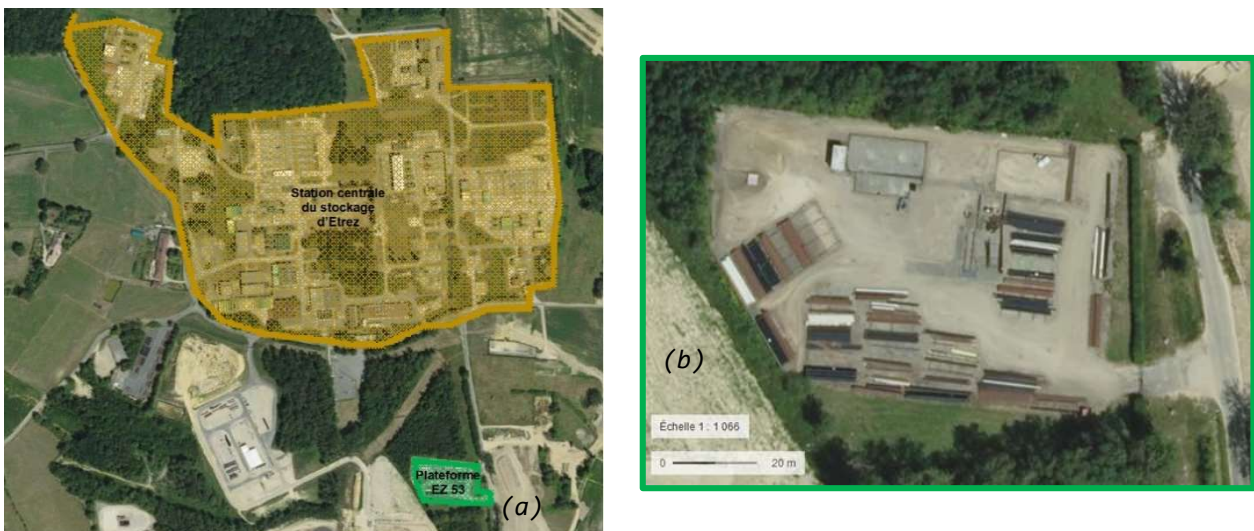 Station centrale
du stockage
d'Etrez
Plateforme
EZ 53
(a)
(b)
Échelle 1 : 1 066
0 20 m